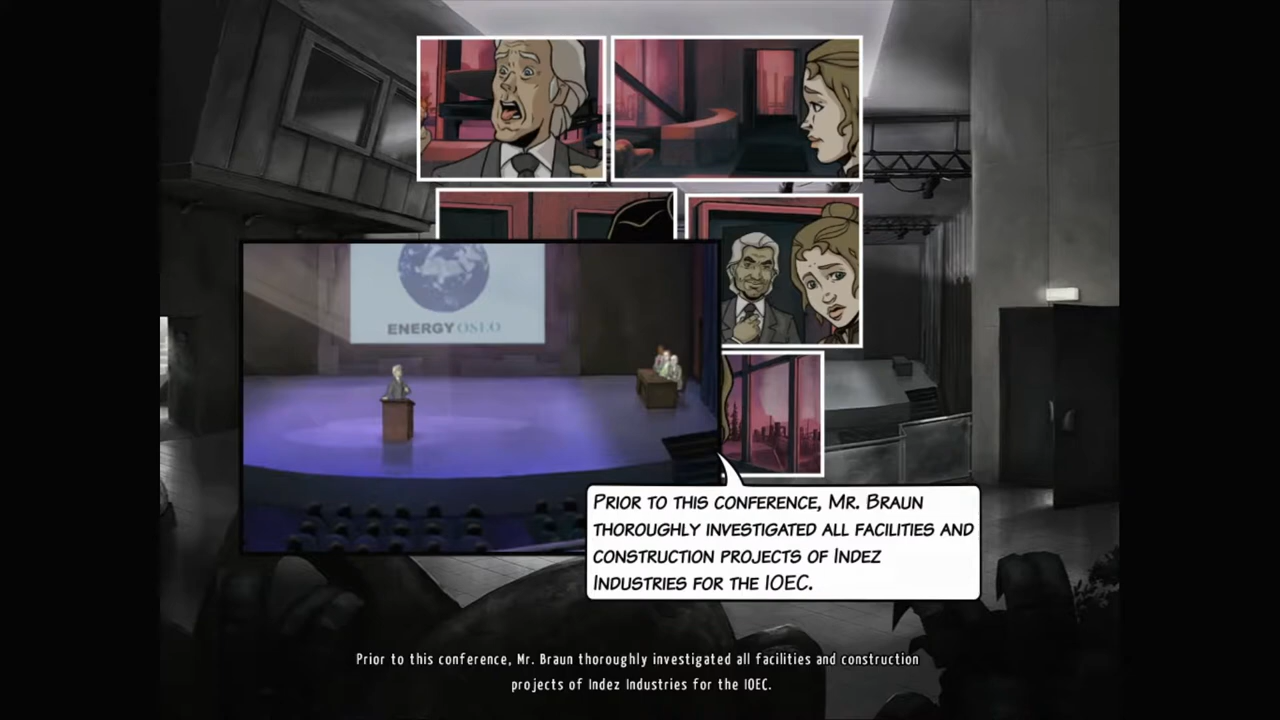 ENERGY OSLO
PRIOR TO THIS CONFERENCE, MR. BRAUN
THOROUGHLY INVESTIGATED ALL FACILITIES AND
CONSTRUCTION PROJECTS OF INDEZ
INDUSTRIES FOR THE IOEC.
Prior to this conference, Mr. Braun thoroughly investigated all facilities and construction
projects of Indez Industries for the IOEC.